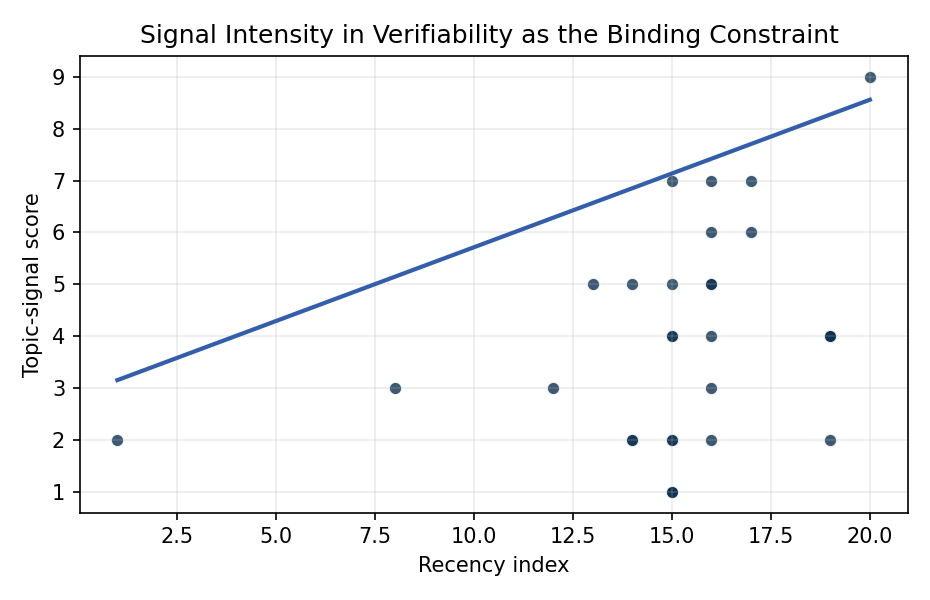 Signal Intensity in Verifiability as the Binding Constraint
9
8
7
6
5
4
3
2
1
Topic-signal score
2.5 5.0 7.5 10.0 12.5 15.0 17.5 20.0
Recency index